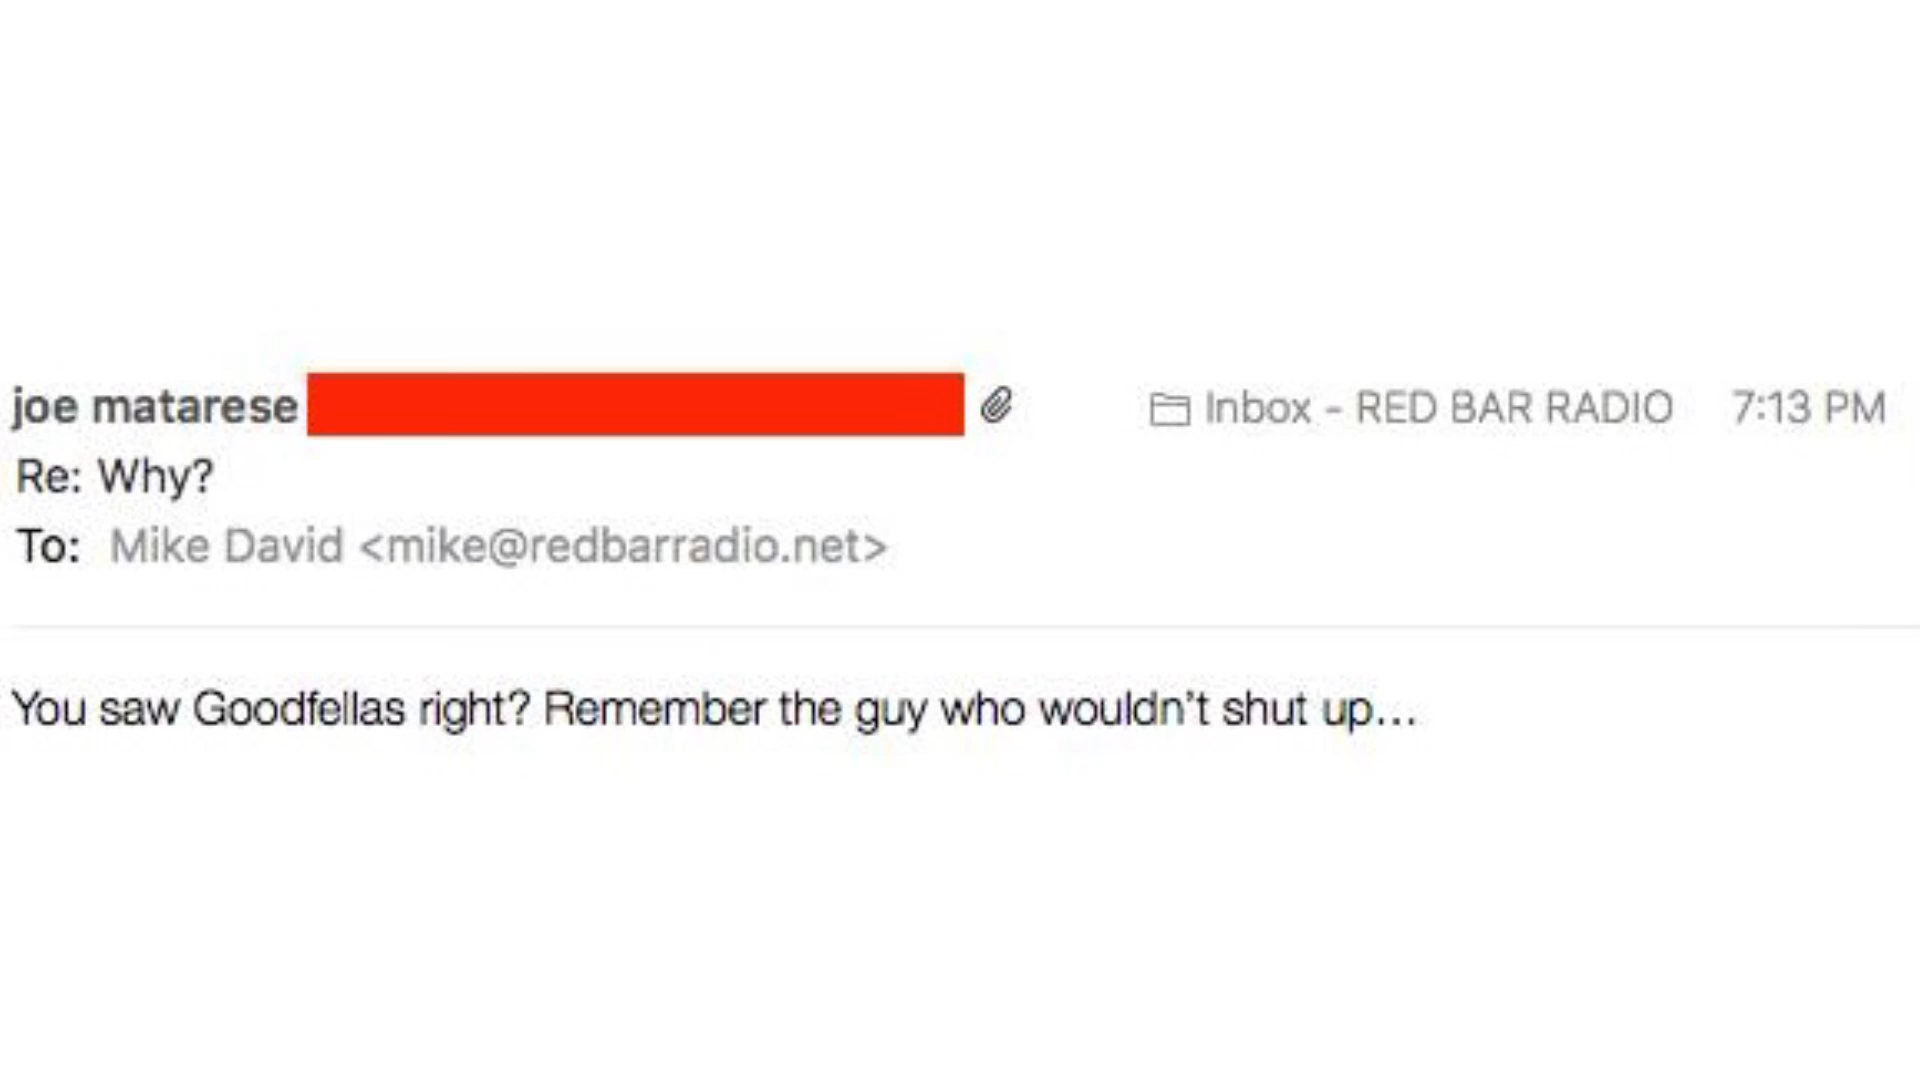 joe matarese
Inbox - RED BAR RADIO 7:13 PM
Re: Why?
To: Mike David <mike@redbarradio.net>
You saw Goodfellas right? Remember the guy who wouldn’t shut up...